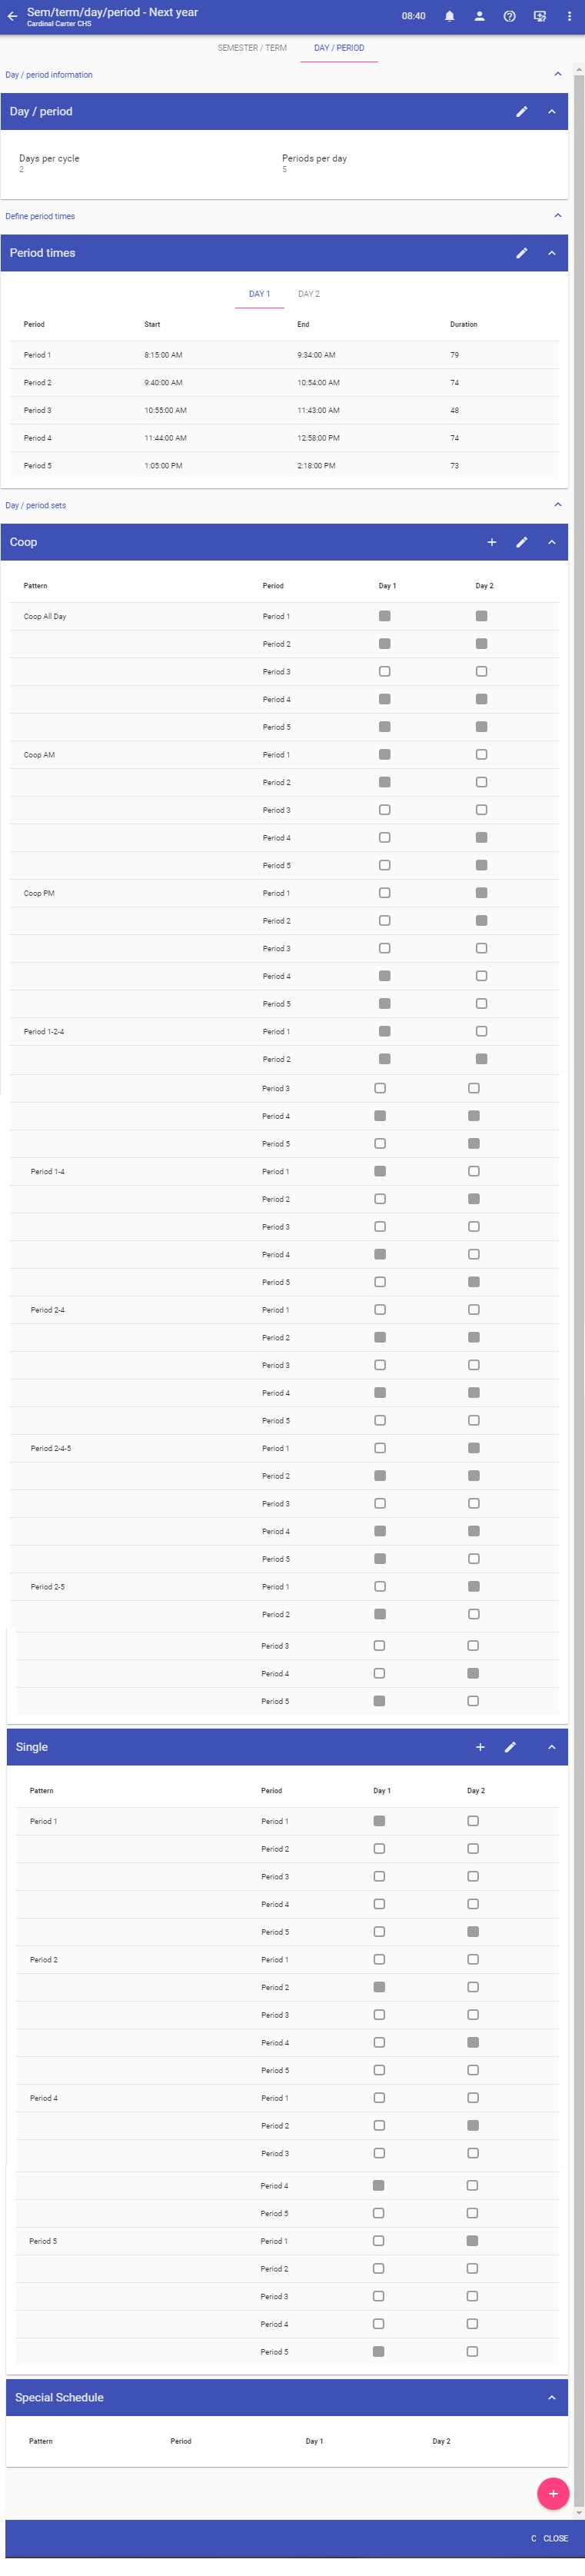 Sem/term/day/period - Next year
Cardinal Carter CHS
08:40
SEMESTER / TERM DAY / PERIOD
Day / period information
Day / period
Days per cycle Periods per day
2 5
Define period times
Period times
DAY 1 DAY 2
Period Start End Duration
Period 1 8:15:00 AM 9:34:00 AM 79
Period 2 9:40:00 AM 10:54:00 AM 74
Period 3 10:55:00 AM 11:43:00 AM 48
Period 4 11:44:00 AM 12:58:00 PM 74
Period 5 1:05:00 PM 2:18:00 PM 73
Day / period sets
Coop
Pattern Period Day 1 Day 2
Coop All Day Period 1
Period 2
Period 3
Period 4
Period 5
Coop AM Period 1
Period 2
Period 3
Period 4
Period 5
Coop PM Period 1
Period 2
Period 3
Period 4
Period 5
Period 1-2-4 Period 1
Period 2
Period 3
Period 4
Period 5
Period 1-4 Period 1
Period 2
Period 3
Period 4
Period 5
Period 2-4 Period 1
Period 2
Period 3
Period 4
Period 5
Period 2-4-5 Period 1
Period 2
Period 3
Period 4
Period 5
Period 2-5 Period 1
Period 2
Period 3
Period 4
Period 5
Single
Pattern Period Day 1 Day 2
Period 1 Period 1
Period 2
Period 3
Period 4
Period 5
Period 2 Period 1
Period 2
Period 3
Period 4
Period 5
Period 4 Period 1
Period 2
Period 3
Period 4
Period 5
Period 5 Period 1
Period 2
Period 3
Period 4
Period 5
Special Schedule
Pattern Period Day 1 Day 2
C CLOSE